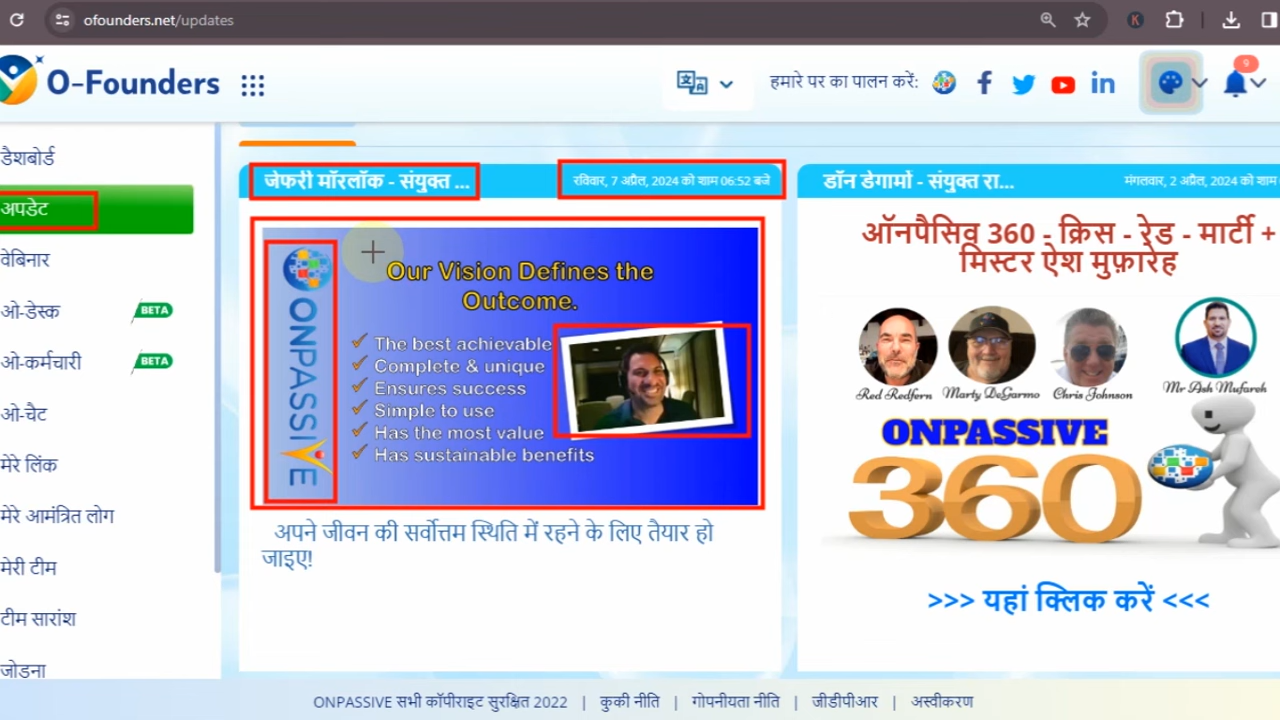 ofounders.net/updates
K
O-Founders
हमारे पर का पालन करें:
9
डैशबोर्ड
अपडेट
वेबिनार
ओ-डेस्क BETA
ओ-कर्मचारी BETA
ओ-चैट
मेरे लिंक
मेरे आमंत्रित लोग
मेरी टीम
टीम सारांश
जोड़ना
जेफरी मॉरलॉक - संयुक्त ...
रविवार, 7 अप्रैल, 2024 को शाम 06:52 बजे
ONPASSIVE
Our Vision Defines the
Outcome.
The best achievable
Complete & unique
Ensures success
Simple to use
Has the most value
Has sustainable benefits
अपने जीवन की सर्वोत्तम स्थिति में रहने के लिए तैयार हो
जाइए!
डॉन डेगार्मो - संयुक्त रा...
मंगलवार, 2 अप्रैल, 2024 को शाम
ऑनपैसिव 360 - क्रिस - रेड - मार्टी +
मिस्टर ऐश मुफ़ारेह
Red Redfern
Marty DeGarmo
Chris Johnson
Mr Ash Mufareh
ONPASSIVE
360
>>> यहां क्लिक करें <<<
ONPASSIVE सभी कॉपीराइट सुरक्षित 2022 | कुकी नीति | गोपनीयता नीति | जीडीपीआर | अस्वीकरण